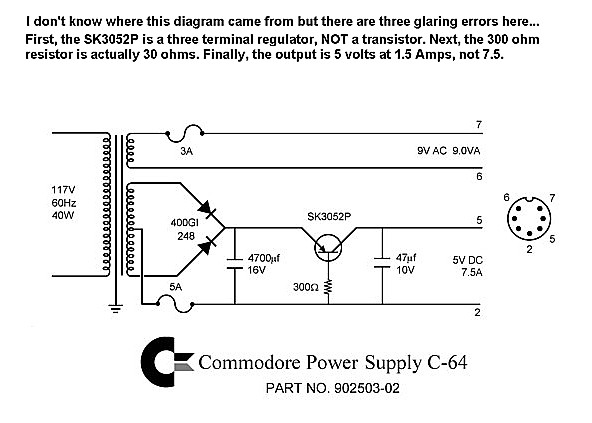 I don't know where this diagram came from but there are three glaring errors here...
First, the SK3052P is a three terminal regulator, NOT a transistor. Next, the 300 ohm
resistor is actually 30 ohms. Finally, the output is 5 volts at 1.5 Amps, not 7.5.
7
3A
9V AC 9.0VA
6
117V
60Hz
40W
6
7
400GI
248
SK3052P
5
5
2
4700µf
16V
47µf
10V
5V DC
7.5A
5A
300Ω
2
Commodore Power Supply C-64
PART NO. 902503-02